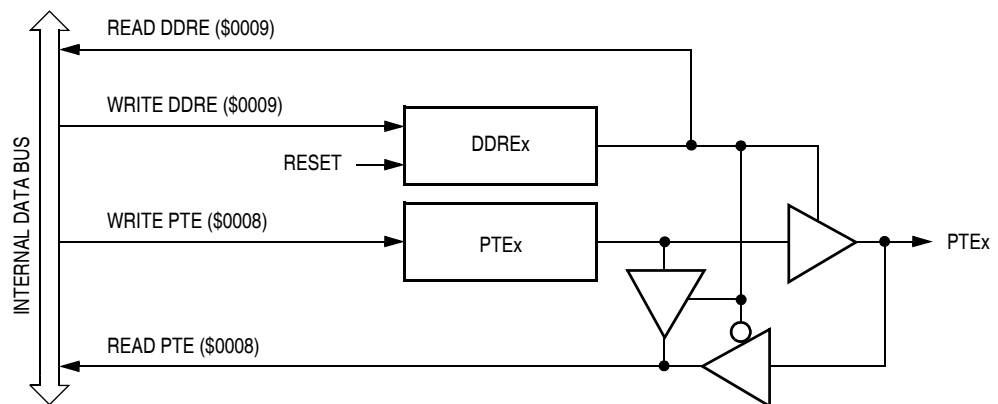 READ DDRE ($0009)
WRITE DDRE ($0009)
DDREx
RESET
INTERNAL DATA BUS
WRITE PTE ($0008)
PTEx
PTEx
READ PTE ($0008)